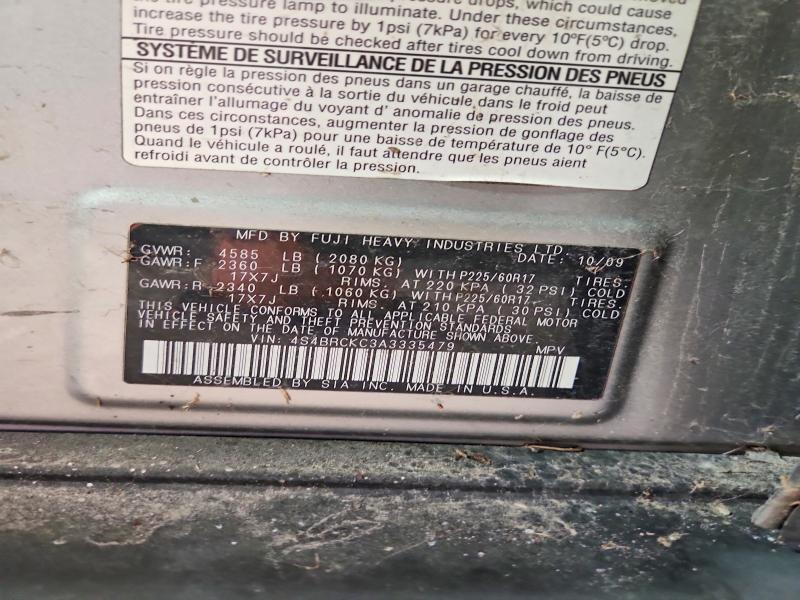 drops, which could cause
tire pressure lamp to illuminate. Under these circumstances,
increase the tire pressure by 1psi (7kPa) for every 10°F(5°C) drop.
Tire pressure should be checked after tires cool down from driving.
SYSTÈME DE SURVEILLANCE DE LA PRESSION DES PNEUS
Si on règle la pression des pneus dans un garage chauffé, la baisse de
pression consécutive à la sortie du véhicule dans le froid peut
entraîner l'allumage du voyant d' anomalie de pression des pneus.
Dans ces circonstances, augmenter la pression de gonflage des
pneus de 1psi (7kPa) pour une baisse de température de 10° F(5°C).
Quand le véhicule a roulé, il faut attendre que les pneus aient
refroidi avant de contrôler la pression.
MFD BY FUJI HEAVY INDUSTRIES LTD.
GVWR: 4585 LB (2080 KG) DATE: 10/09
GAWR:F 2360 LB (1070 KG) WITH P225/60R17 TIRES.
17X7J RIMS, AT 220 KPA (32 PSI) COLD
GAWR:R 2340 LB (1060 KG) WITH P225/60R17 TIRES
17X7J RIMS, AT 210 KPA (30 PSI) COLD
THIS VEHICLE CONFORMS TO ALL APPLICABLE FEDERAL MOTOR
VEHICLE SAFETY AND THEFT PREVENTION STANDARDS
IN EFFECT ON THE DATE OF MANUFACTURE SHOWN ABOVE.
VIN: 4S4BRCKC3A3335479 MPV
ASSEMBLED BY SIA INC. MADE IN U.S.A.